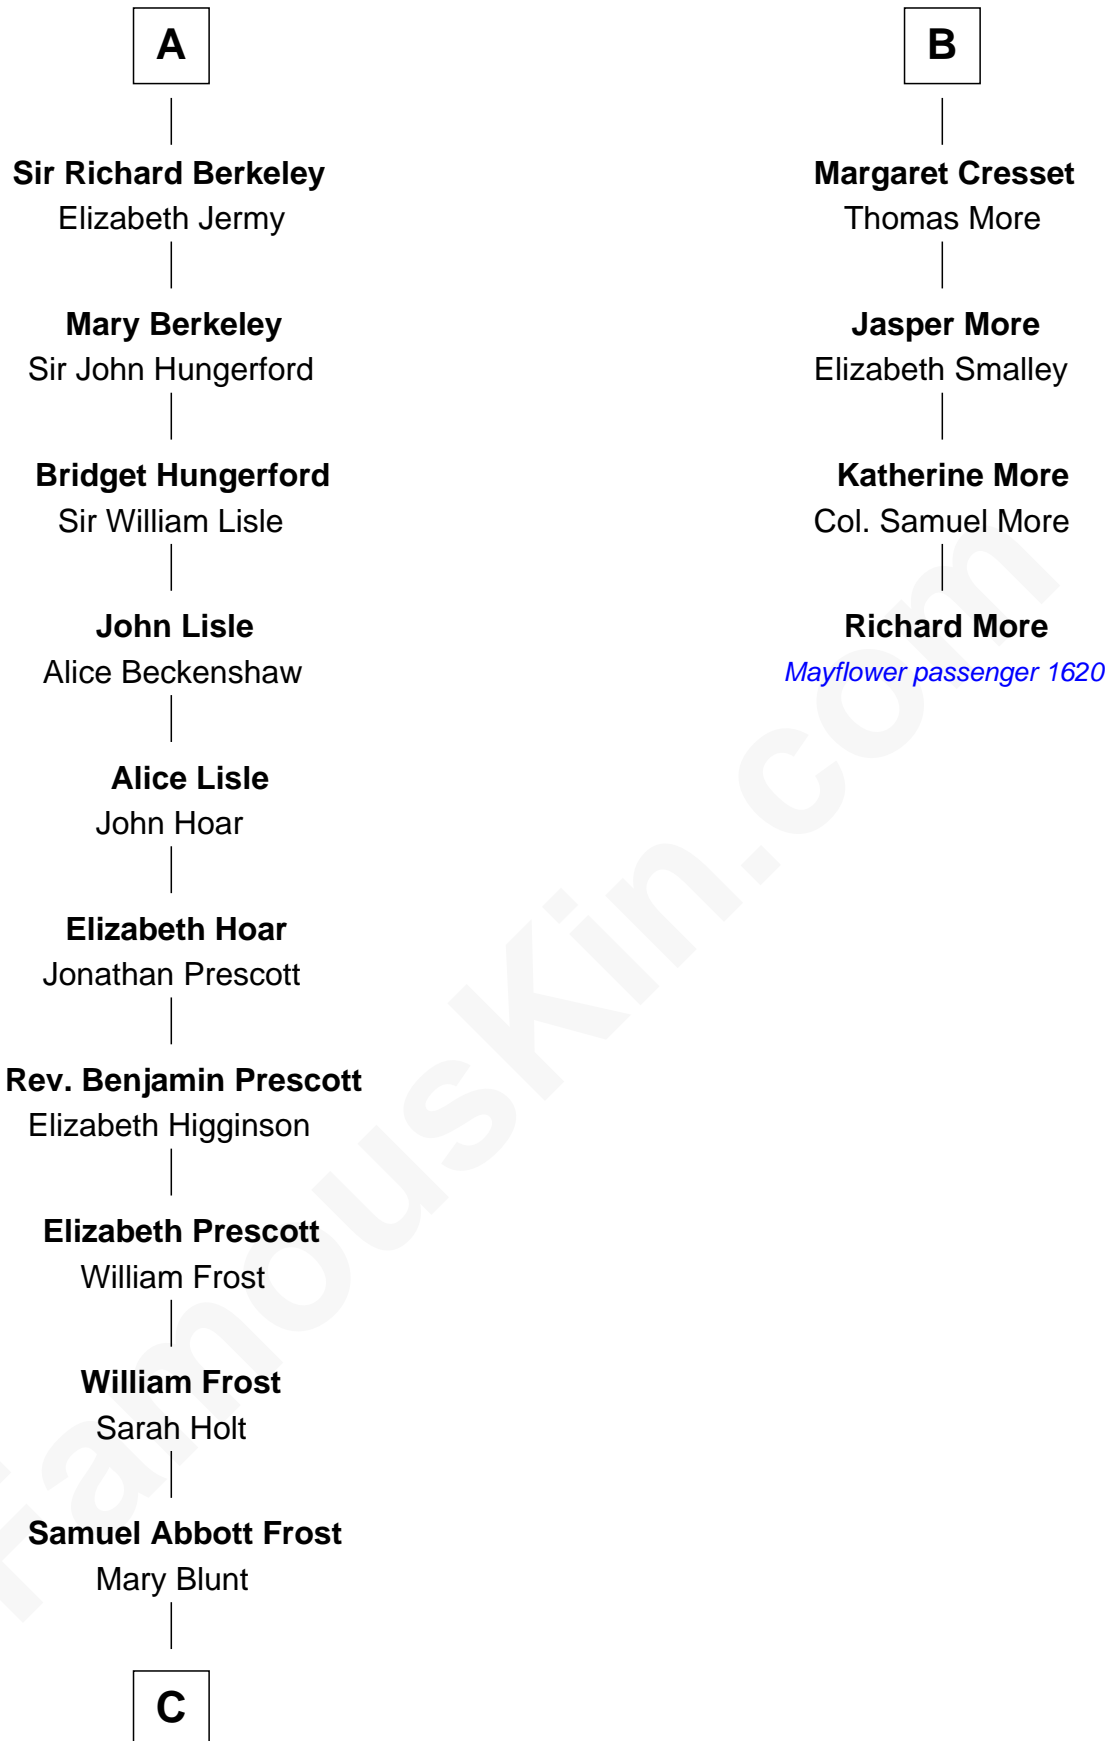 A
Sir Richard Berkeley
Elizabeth Jermy
Mary Berkeley
Sir John Hungerford
Bridget Hungerford
Sir William Lisle
John Lisle
Alice Beckenshaw
Alice Lisle
John Hoar
Elizabeth Hoar
Jonathan Prescott
Rev. Benjamin Prescott
Elizabeth Higginson
Elizabeth Prescott
William Frost
William Frost
Sarah Holt
Samuel Abbott Frost
Mary Blunt
C
B
Margaret Cresset
Thomas More
Jasper More
Elizabeth Smalley
Katherine More
Col. Samuel More
Richard More
Mayflower passenger 1620
FamousKin.com